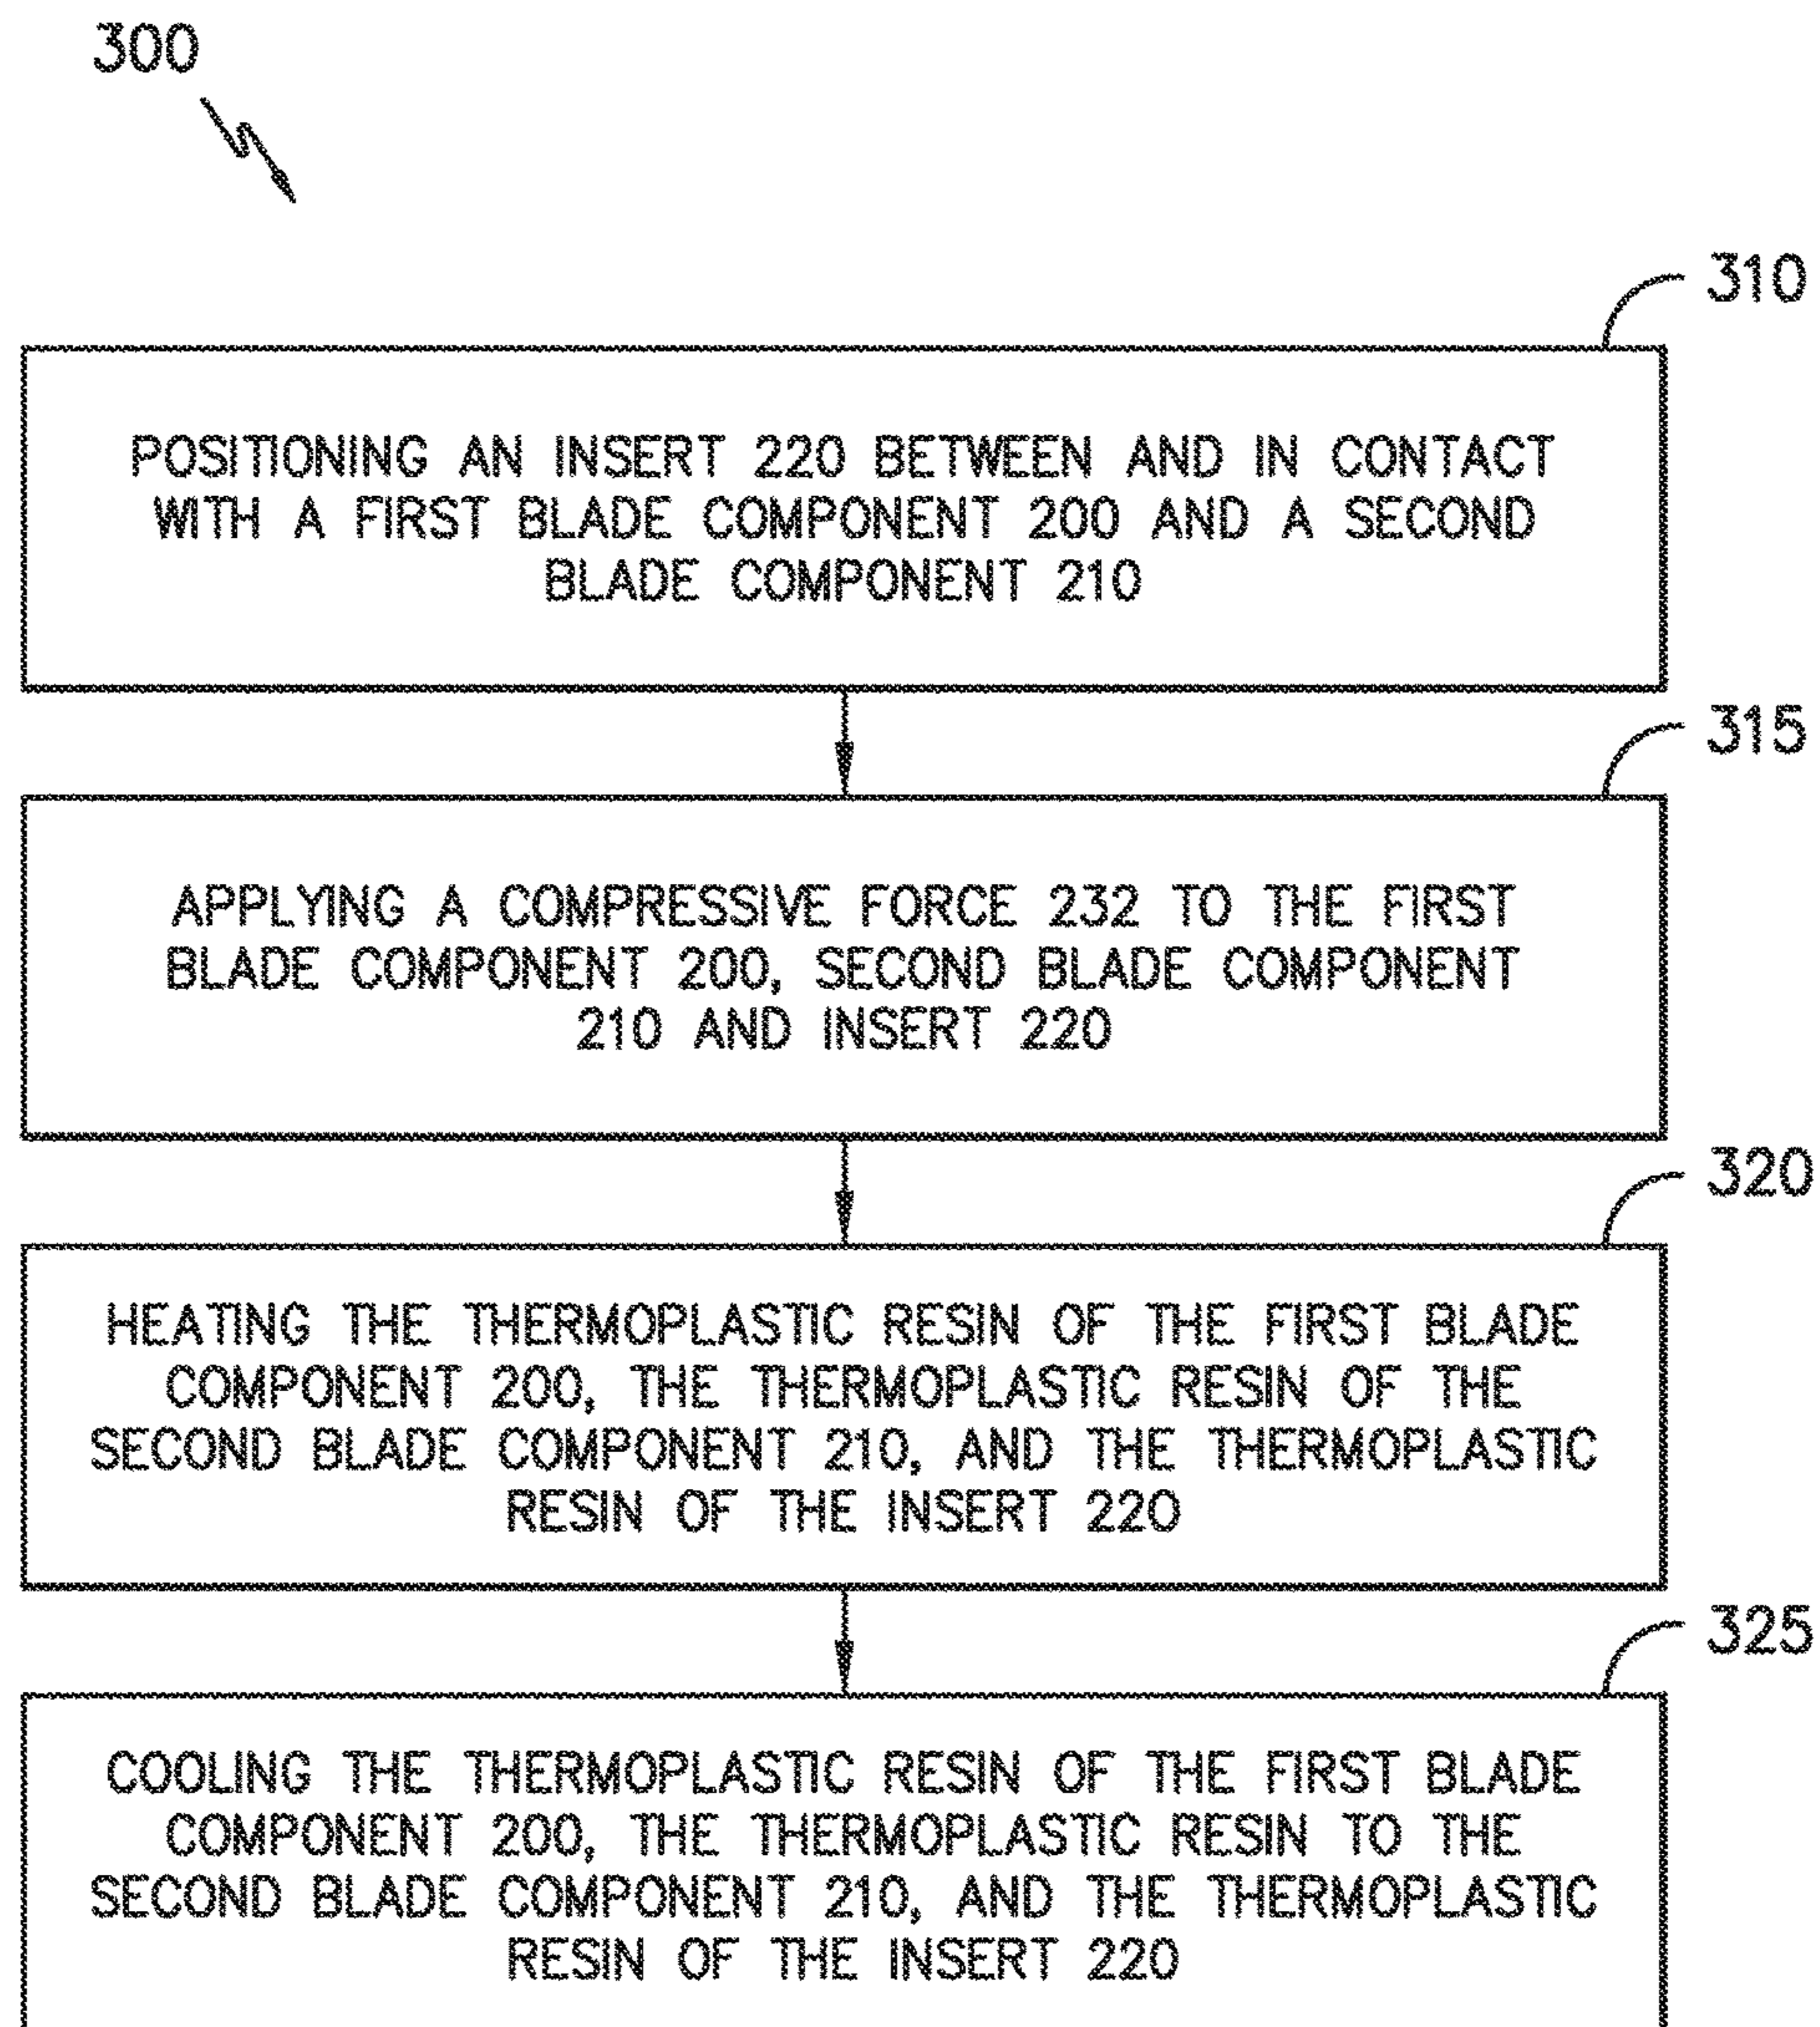 300
310
POSITIONING AN INSERT 220 BETWEEN AND IN CONTACT
WITH A FIRST BLADE COMPONENT 200 AND A SECOND
BLADE COMPONENT 210
315
APPLYING A COMPRESSIVE FORCE 232 TO THE FIRST
BLADE COMPONENT 200, SECOND BLADE COMPONENT
210 AND INSERT 220
320
HEATING THE THERMOPLASTIC RESIN OF THE FIRST BLADE
COMPONENT 200, THE THERMOPLASTIC RESIN OF THE
SECOND BLADE COMPONENT 210, AND THE THERMOPLASTIC
RESIN OF THE INSERT 220
325
COOLING THE THERMOPLASTIC RESIN OF THE FIRST BLADE
COMPONENT 200, THE THERMOPLASTIC RESIN TO THE
SECOND BLADE COMPONENT 210, AND THE THERMOPLASTIC
RESIN OF THE INSERT 220